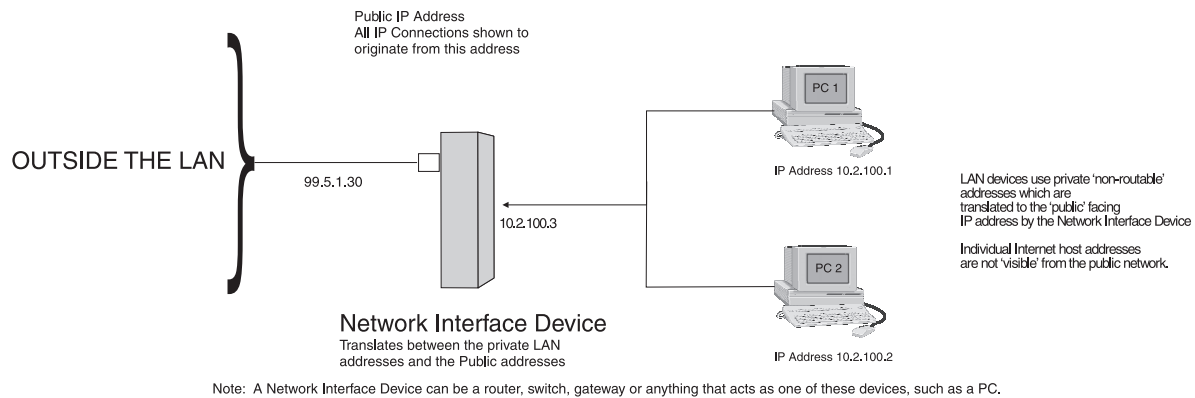 Public IP Address
All IP Connections shown to
originate from this address
OUTSIDE THE LAN
99.5.1.30
10.2.100.3
PC 1
IP Address 10.2.100.1
PC 2
IP Address 10.2.100.2
LAN devices use private 'non-routable'
addresses which are
translated to the 'public' facing
IP address by the Network Interface Device
Individual Internet host addresses
are not 'visible' from the public network.
Network Interface Device
Translates between the private LAN
addresses and the Public addresses
Note: A Network Interface Device can be a router, switch, gateway or anything that acts as one of these devices, such as a PC.